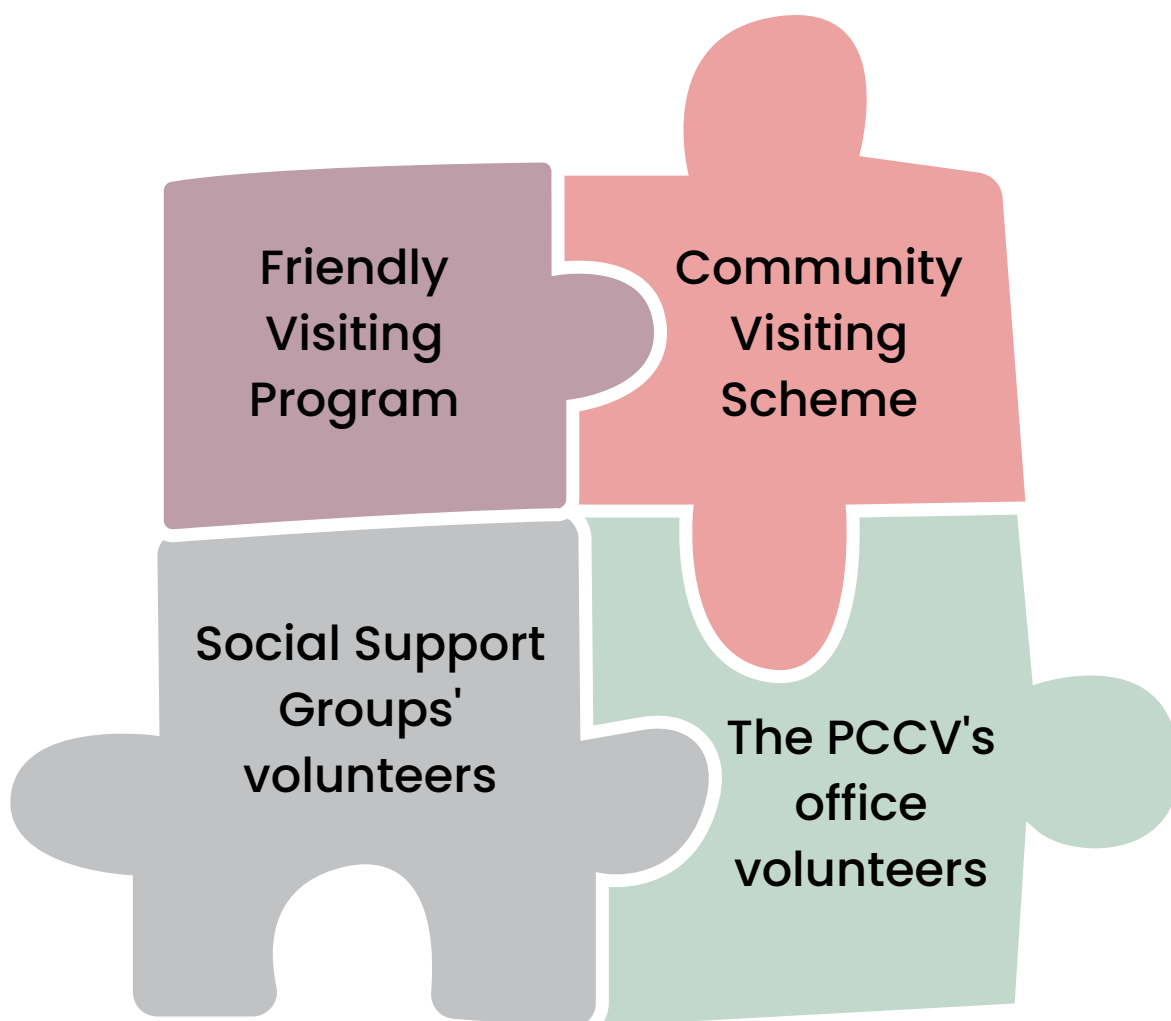 Friendly
Visiting
Program
Community
Visiting
Scheme
Social Support
Groups'
volunteers
The PCCV's
office
volunteers